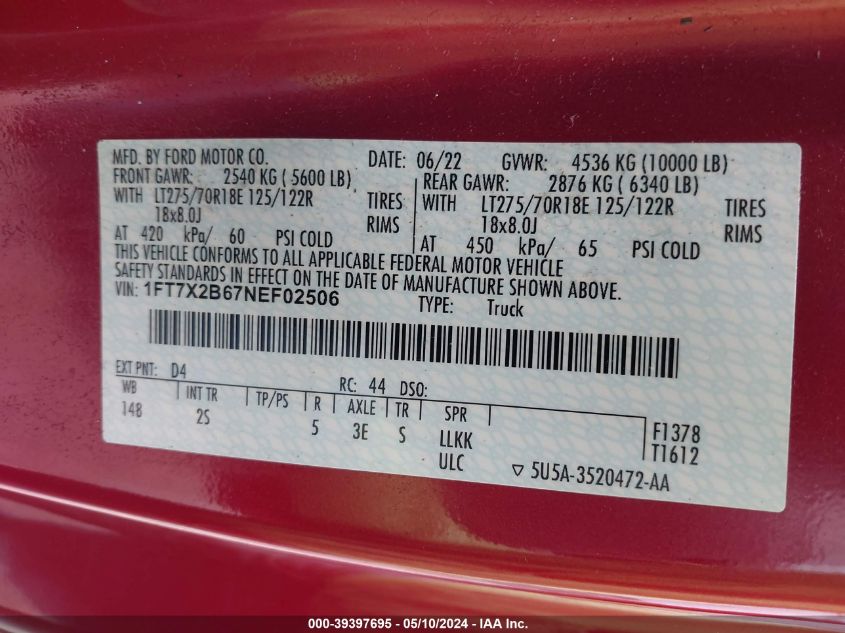 MFD. BY FORD MOTOR CO. DATE: 06/22 GVWR: 4536 KG (10000 LB)
FRONT GAWR: 2540 KG ( 5600 LB) REAR GAWR: 2876 KG ( 6340 LB)
WITH LT275/70R18E 125/122R TIRES WITH LT275/70R18E 125/122R TIRES
18x8.0J RIMS 18x8.0J RIMS
AT 420 kPa/ 60 PSI COLD AT 450 kPa/ 65 PSI COLD
THIS VEHICLE CONFORMS TO ALL APPLICABLE FEDERAL MOTOR VEHICLE
SAFETY STANDARDS IN EFFECT ON THE DATE OF MANUFACTURE SHOWN ABOVE.
VIN: 1FT7X2B67NEF02506 TYPE: Truck
EXT PNT: D4 RC: 44 DSO:
WB INT TR TP/PS R AXLE TR SPR
148 2S 5 3E S LLKK F1378
ULC T1612
5U5A-3520472-AA
000-39397695 — 05/10/2024 — IAA Inc.